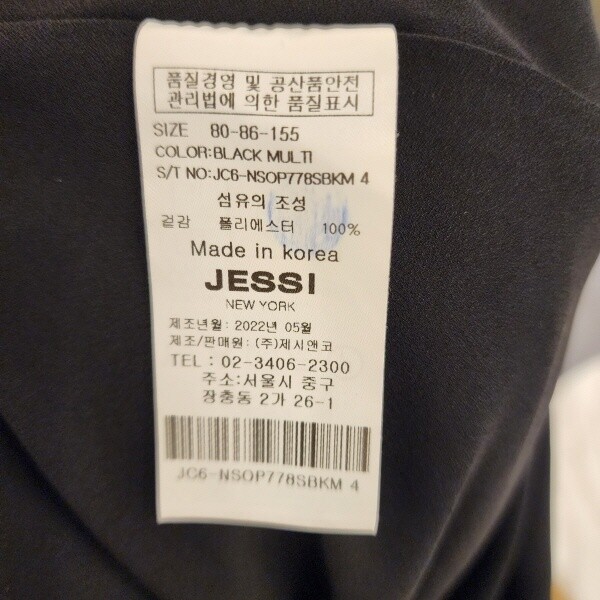 품질경영 및 공산품안전
관리법에 의한 품질표시
SIZE 80-86-155
COLOR:BLACK MULTI
S/T NO:JC6-NSOP778SBKM 4
섬유의 조성
겉감 폴리에스터 100%
Made in korea
JESSI
NEW YORK
제조년월: 2022년 05월
제조/판매원: (주)제시앤코
TEL : 02-3406-2300
주소:서울시 중구
장충동 2가 26-1
JC6-NSOP778SBKM 4